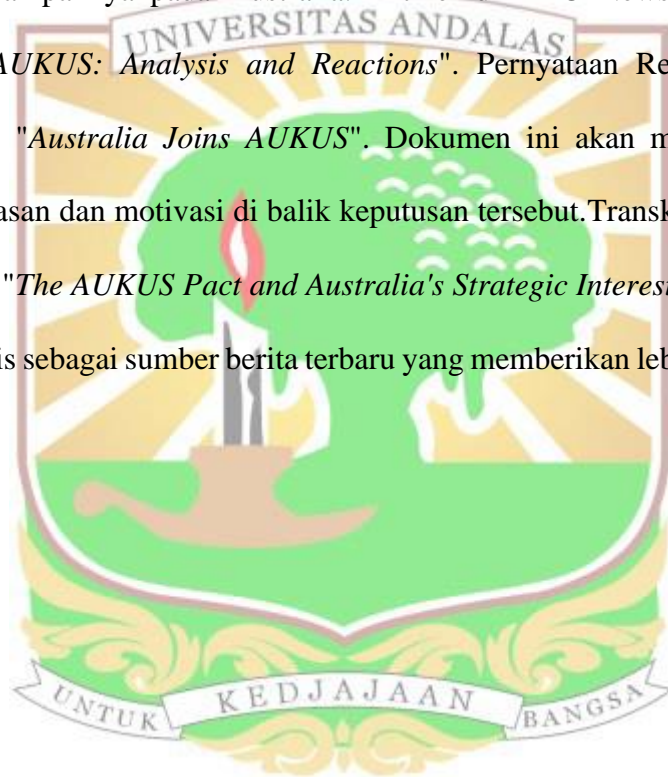 UNIVERSITAS ANDALAS
AUKUS: Analysis and Reactions". Pernyataan Re
"Australia Joins AUKUS". Dokumen ini akan m
asan dan motivasi di balik keputusan tersebut.Transk
"The AUKUS Pact and Australia's Strategic Interes
is sebagai sumber berita terbaru yang memberikan leb
UNTUK KEDJAJAAN BANGSA